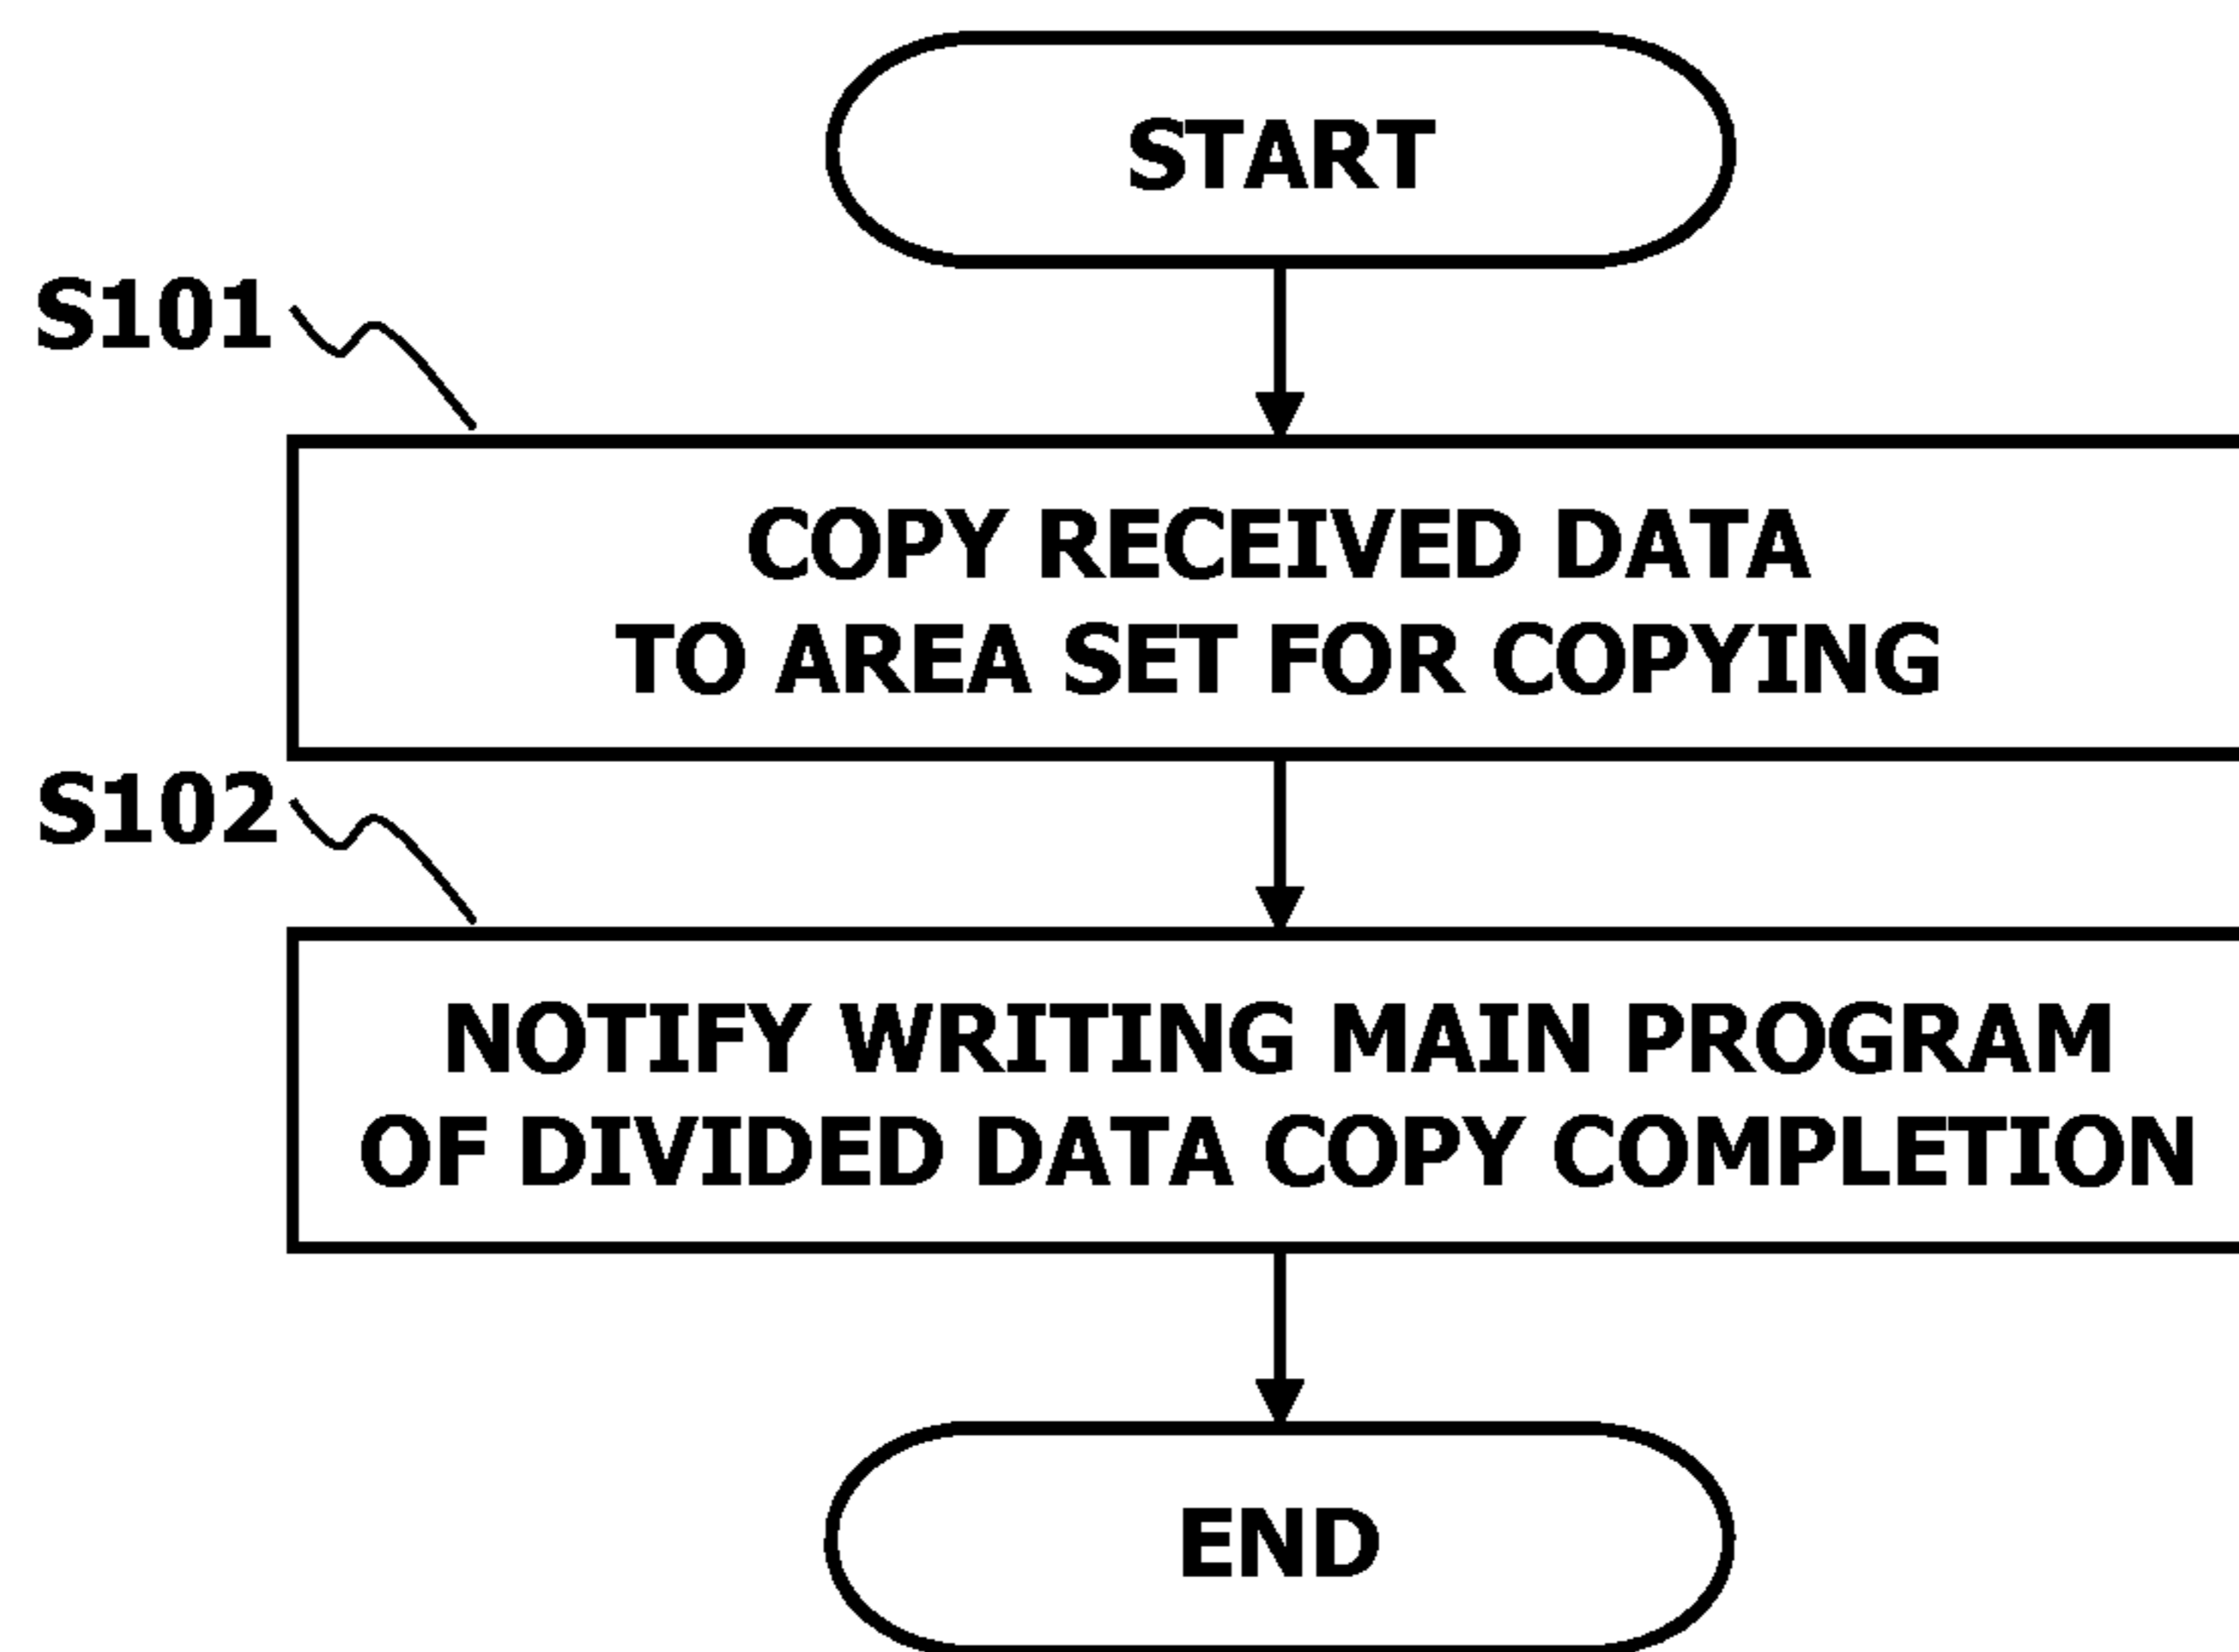 START
S101
COPY RECEIVED DATA
TO AREA SET FOR COPYING
S102
NOTIFY WRITING MAIN PROGRAM
OF DIVIDED DATA COPY COMPLETION
END